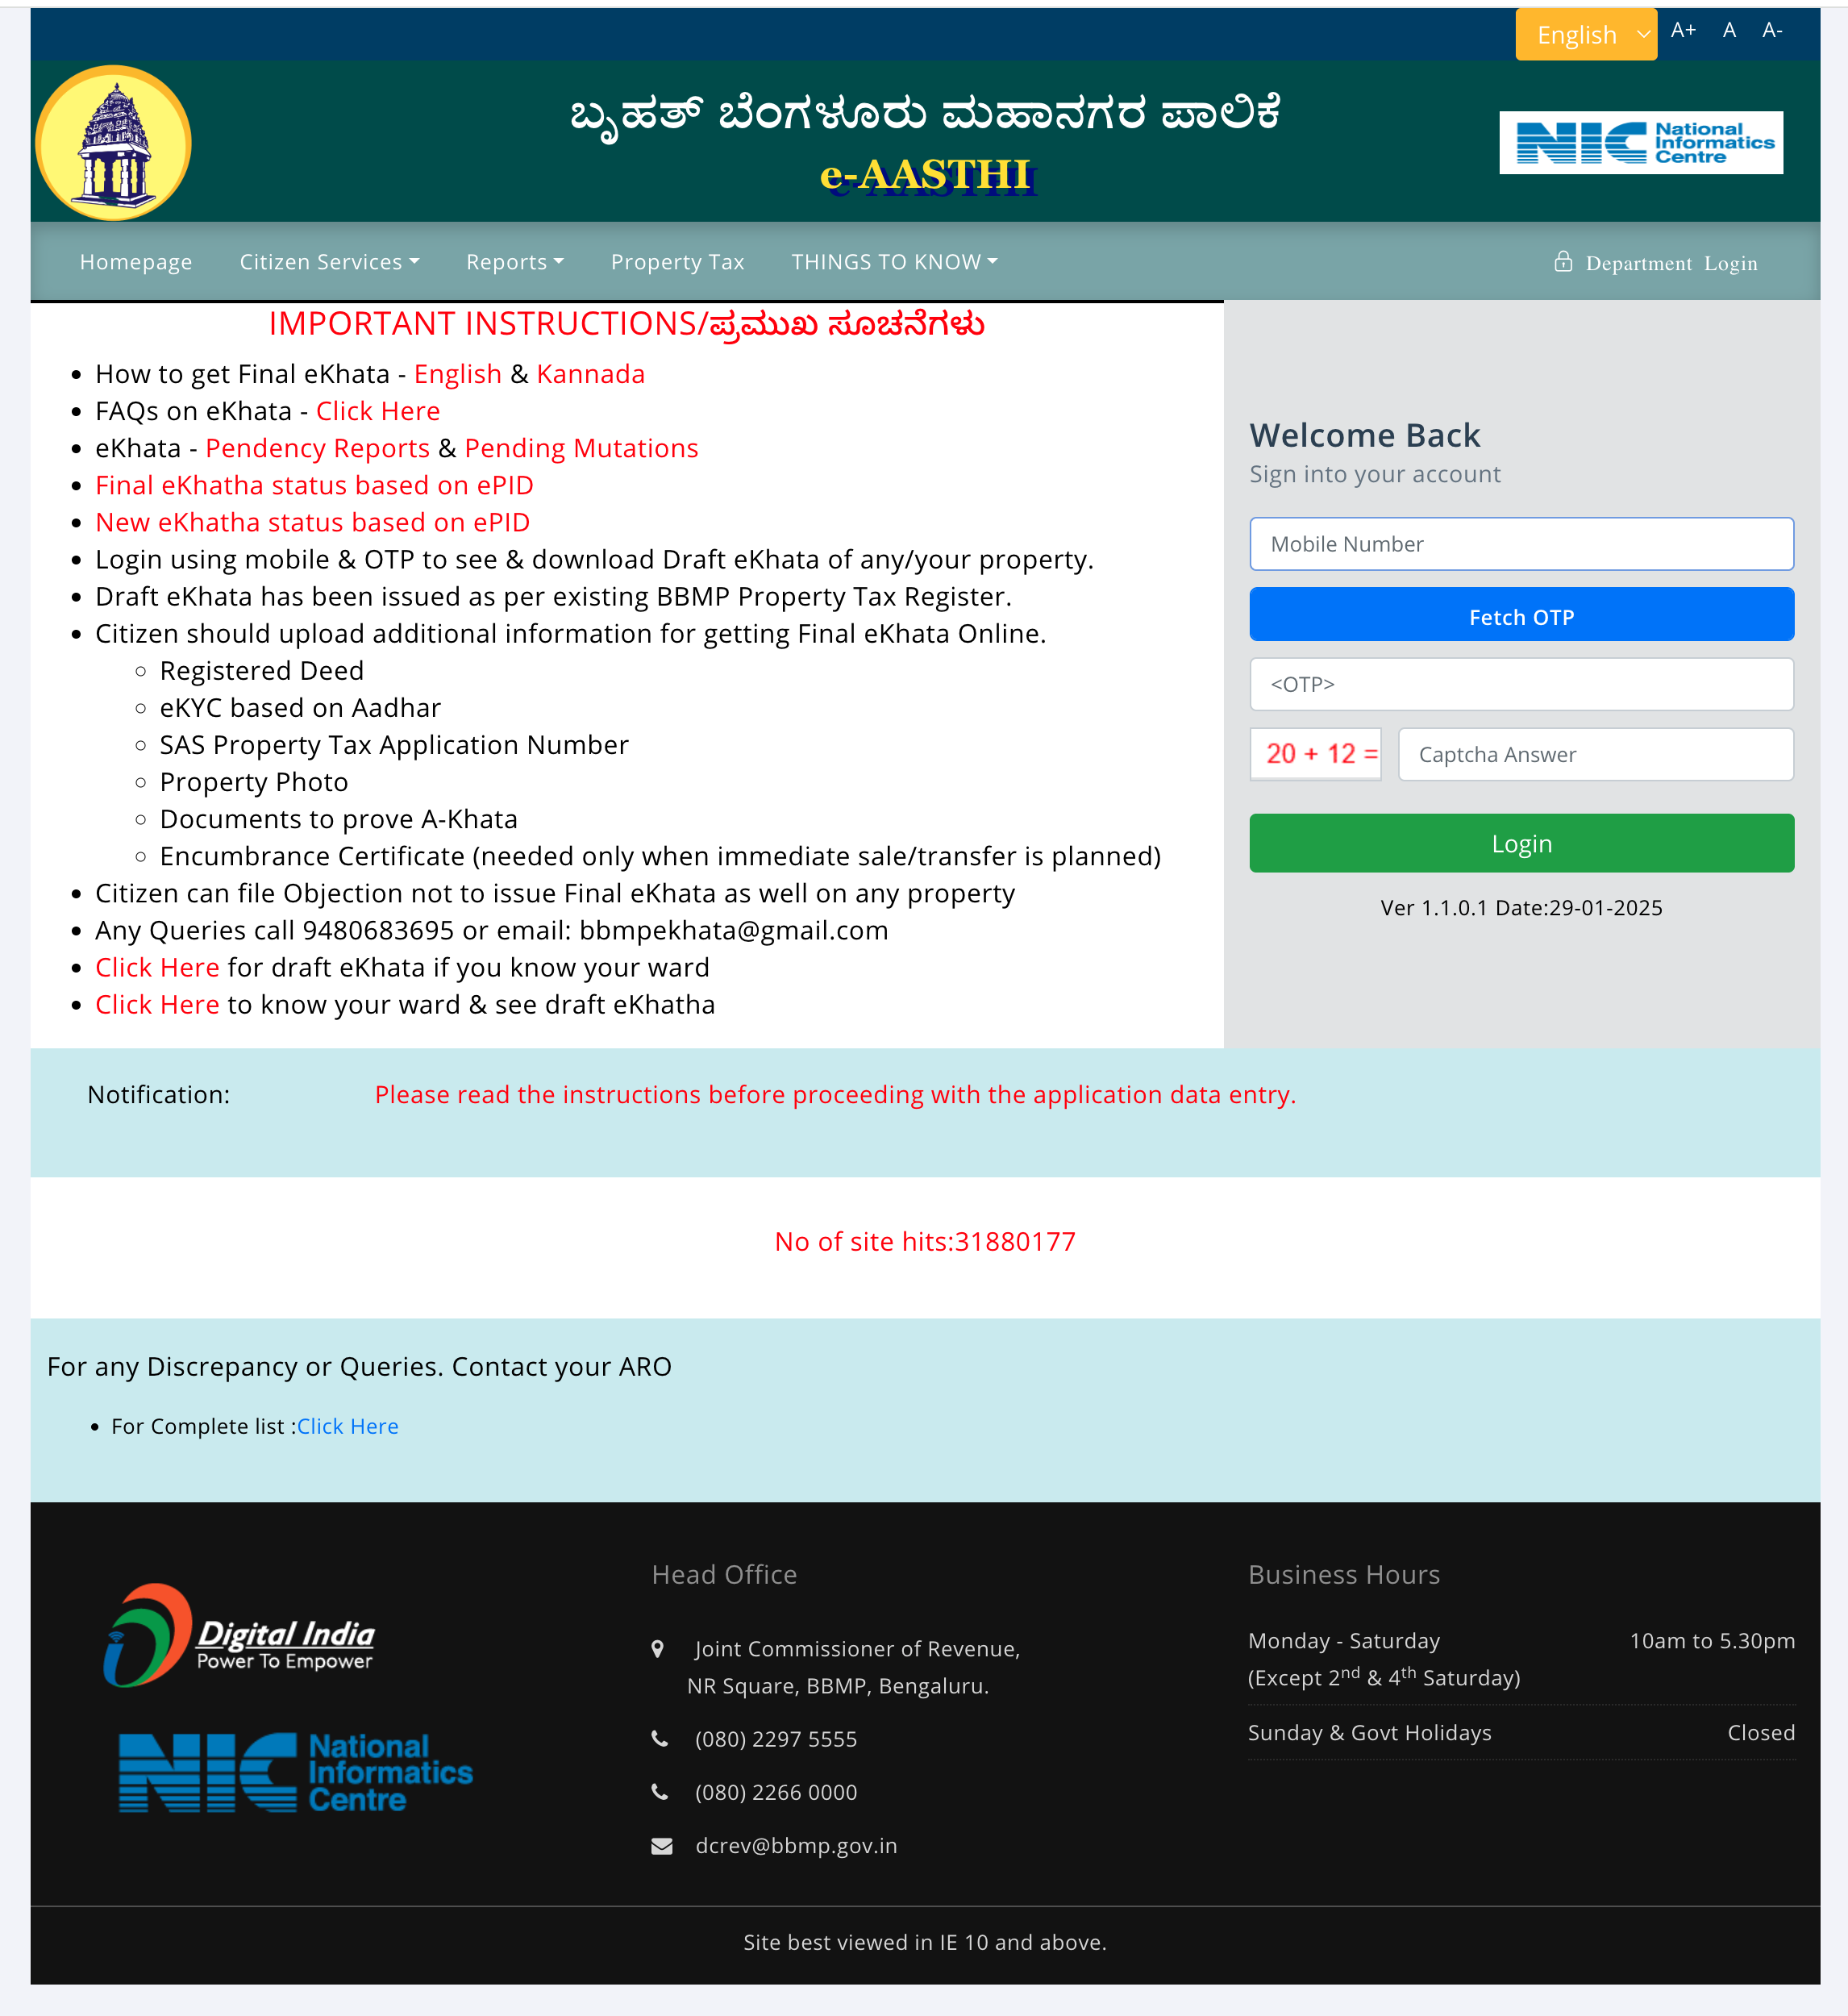 English
A+ A A-
ಬೃಹತ್ ಬೆಂಗಳೂರು ಮಹಾನಗರ ಪಾಲಿಕೆ
e-AASTHI
NIC National Informatics Centre
Homepage Citizen Services Reports Property Tax THINGS TO KNOW Department Login
IMPORTANT INSTRUCTIONS/ಪ್ರಮುಖ ಸೂಚನೆಗಳು
How to get Final eKhata - English & Kannada
FAQs on eKhata - Click Here
eKhata - Pendency Reports & Pending Mutations
Final eKhatha status based on ePID
New eKhatha status based on ePID
Login using mobile & OTP to see & download Draft eKhata of any/your property.
Draft eKhata has been issued as per existing BBMP Property Tax Register.
Citizen should upload additional information for getting Final eKhata Online.
Registered Deed
eKYC based on Aadhar
SAS Property Tax Application Number
Property Photo
Documents to prove A-Khata
Encumbrance Certificate (needed only when immediate sale/transfer is planned)
Citizen can file Objection not to issue Final eKhata as well on any property
Any Queries call 9480683695 or email: bbmpekhata@gmail.com
Click Here for draft eKhata if you know your ward
Click Here to know your ward & see draft eKhatha
Welcome Back
Sign into your account
Mobile Number
Fetch OTP
<OTP>
20 + 12 = Captcha Answer
Login
Ver 1.1.0.1 Date:29-01-2025
Notification: Please read the instructions before proceeding with the application data entry.
No of site hits:31880177
For any Discrepancy or Queries. Contact your ARO
For Complete list :Click Here
Digital India
Power To Empower
NIC National Informatics Centre
Head Office
Joint Commissioner of Revenue,
NR Square, BBMP, Bengaluru.
(080) 2297 5555
(080) 2266 0000
dcrev@bbmp.gov.in
Business Hours
Monday - Saturday 10am to 5.30pm
(Except 2nd & 4th Saturday)
Sunday & Govt Holidays Closed
Site best viewed in IE 10 and above.